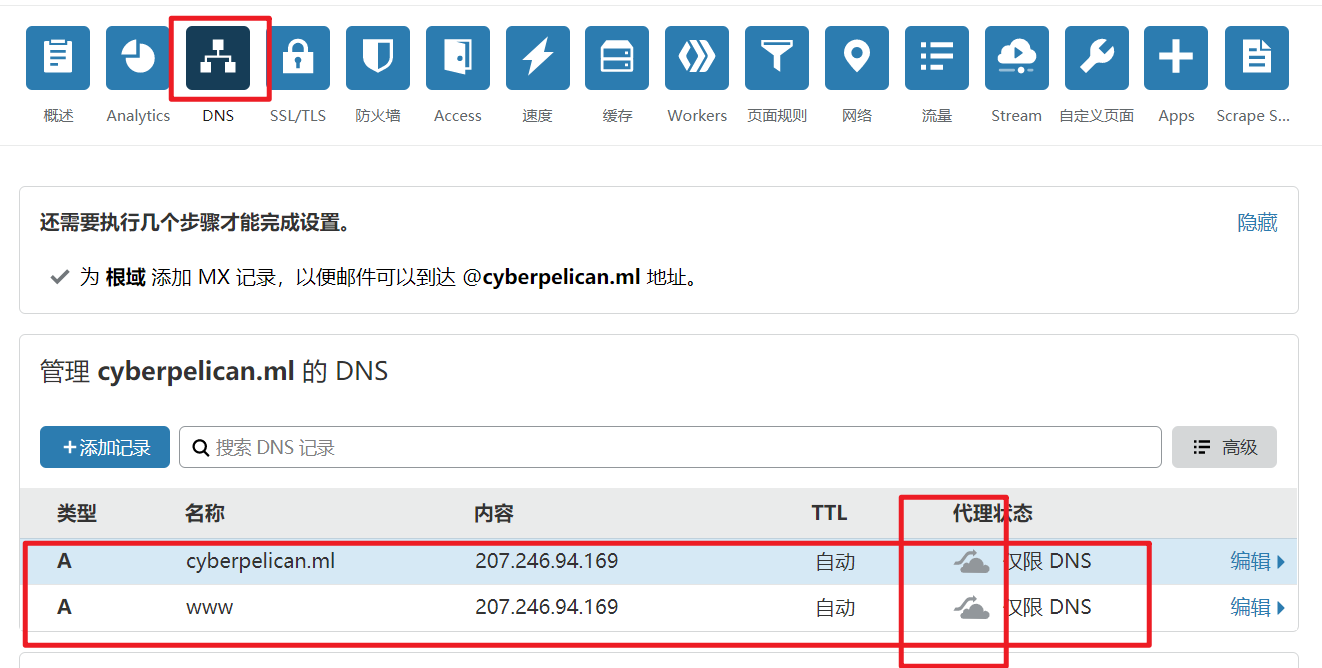 概述 Analytics DNS SSL/TLS 防火墙 Access 速度 缓存 Workers 页面规则 网络 流量 Stream 自定义页面 Apps Scrape S...
还需要执行几个步骤才能完成设置。 隐藏
为 根域 添加 MX 记录，以便邮件可以到达 @cyberpelican.ml 地址。
管理 cyberpelican.ml 的 DNS
+添加记录 搜索 DNS 记录 高级
类型 名称 内容 TTL 代理状态
A cyberpelican.ml 207.246.94.169 自动 仅限 DNS 编辑
A www 207.246.94.169 自动 仅限 DNS 编辑